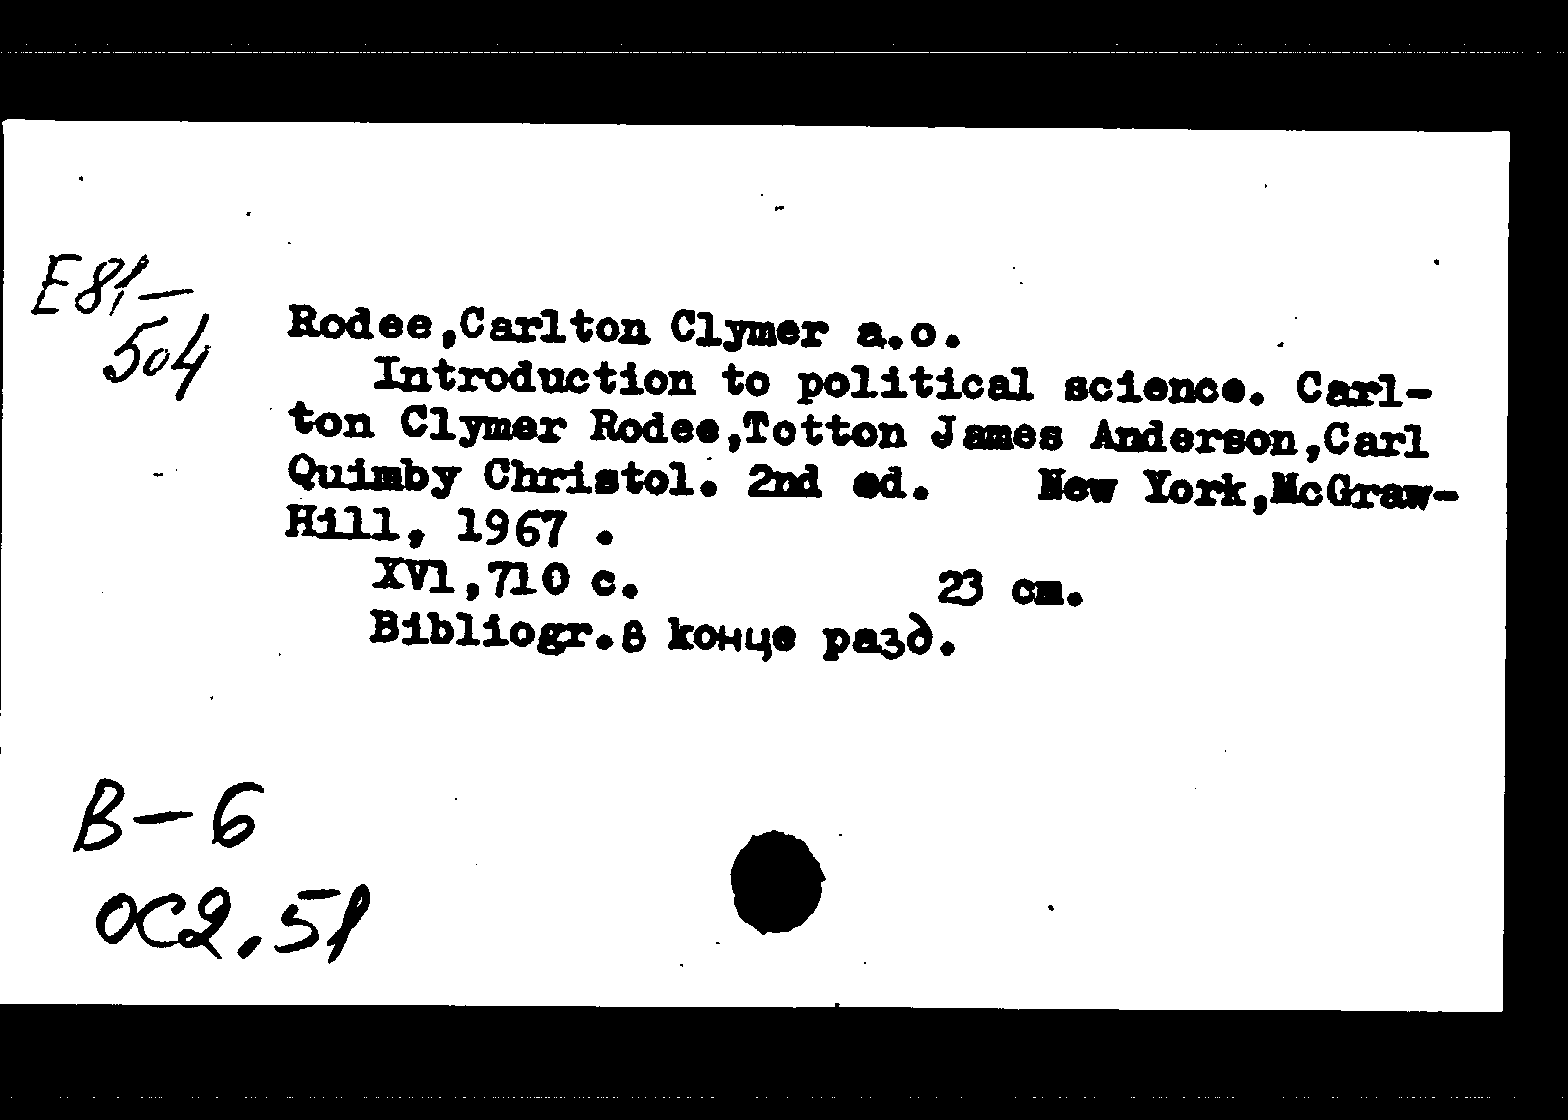 E81-
504
Rodee,Carlton Clymer a.o.
Introduction to political science. Carl-
ton Clymer Rodee,Totton James Anderson,Carl
Quimby Christol. 2nd ed. New York,McGraw-
Hill, 1967 .
XVl,710 c. 23 cm.
Bibliogr.в конце разд.
B-6
ОС2.51